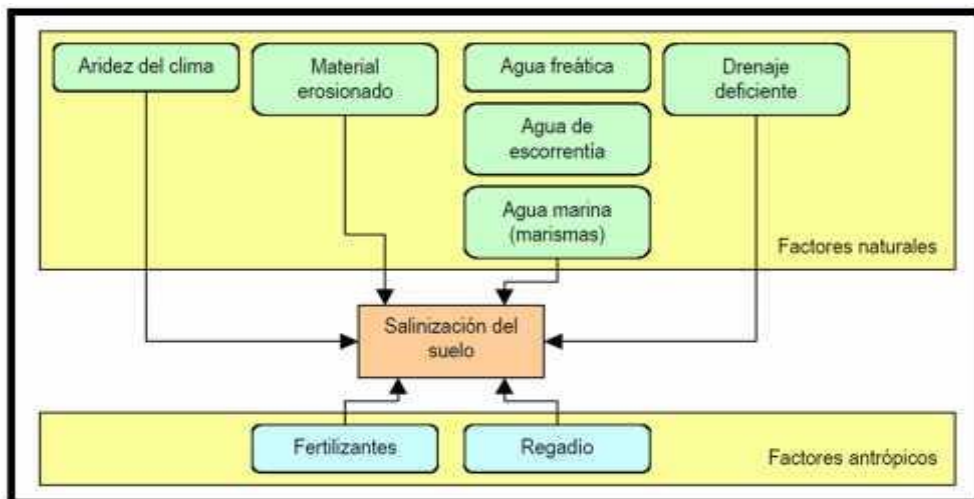 Aridez del clima
Material
erosionado
Agua freática
Drenaje
deficiente
Agua de
escorrentía
Agua marina
(marismas)
Factores naturales
Salinización del
suelo
Fertilizantes
Regadío
Factores antrópicos